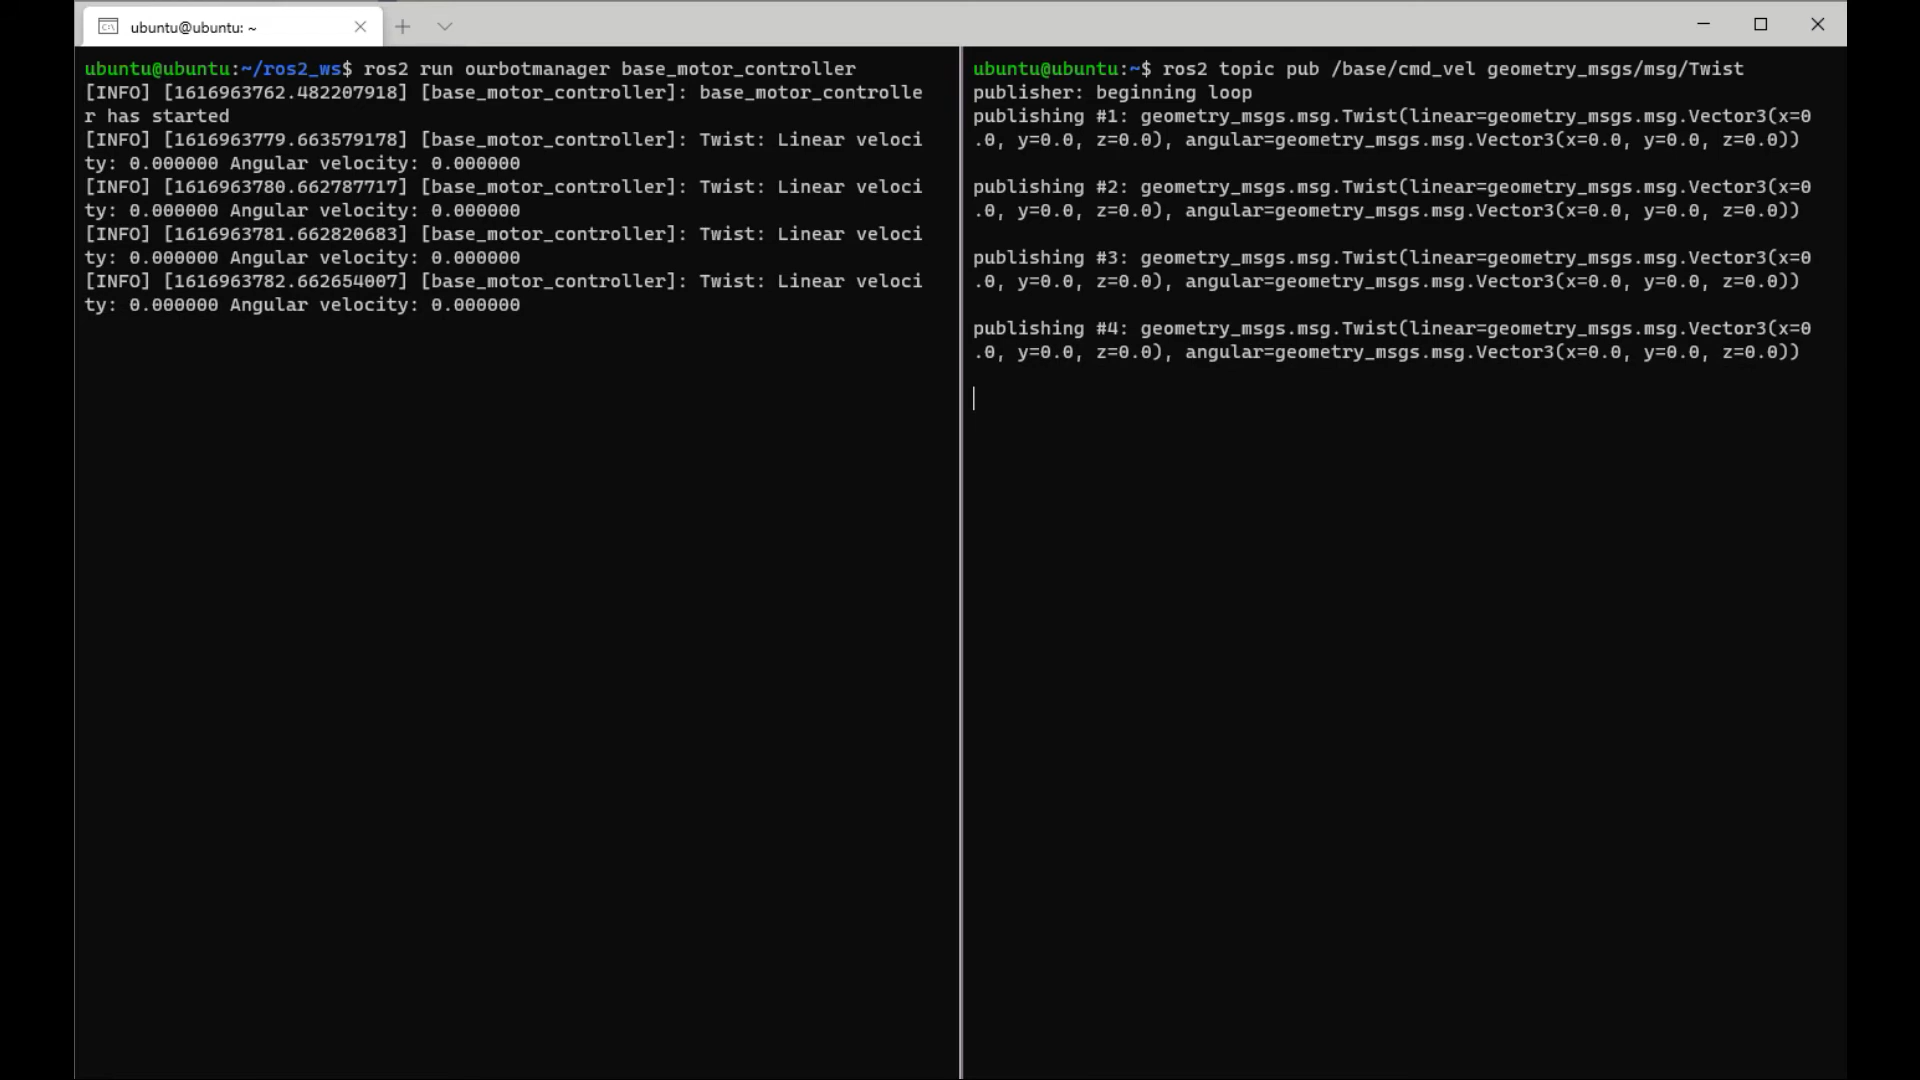 ubuntu@ubuntu: ~
ubuntu@ubuntu:~/ros2_ws$ ros2 run ourbotmanager base_motor_controller
[INFO] [1616963762.482207918] [base_motor_controller]: base_motor_controlle
r has started
[INFO] [1616963779.663579178] [base_motor_controller]: Twist: Linear veloci
ty: 0.000000 Angular velocity: 0.000000
[INFO] [1616963780.662787717] [base_motor_controller]: Twist: Linear veloci
ty: 0.000000 Angular velocity: 0.000000
[INFO] [1616963781.662820683] [base_motor_controller]: Twist: Linear veloci
ty: 0.000000 Angular velocity: 0.000000
[INFO] [1616963782.662654007] [base_motor_controller]: Twist: Linear veloci
ty: 0.000000 Angular velocity: 0.000000
ubuntu@ubuntu:~$ ros2 topic pub /base/cmd_vel geometry_msgs/msg/Twist
publisher: beginning loop
publishing #1: geometry_msgs.msg.Twist(linear=geometry_msgs.msg.Vector3(x=0
.0, y=0.0, z=0.0), angular=geometry_msgs.msg.Vector3(x=0.0, y=0.0, z=0.0))
publishing #2: geometry_msgs.msg.Twist(linear=geometry_msgs.msg.Vector3(x=0
.0, y=0.0, z=0.0), angular=geometry_msgs.msg.Vector3(x=0.0, y=0.0, z=0.0))
publishing #3: geometry_msgs.msg.Twist(linear=geometry_msgs.msg.Vector3(x=0
.0, y=0.0, z=0.0), angular=geometry_msgs.msg.Vector3(x=0.0, y=0.0, z=0.0))
publishing #4: geometry_msgs.msg.Twist(linear=geometry_msgs.msg.Vector3(x=0
.0, y=0.0, z=0.0), angular=geometry_msgs.msg.Vector3(x=0.0, y=0.0, z=0.0))